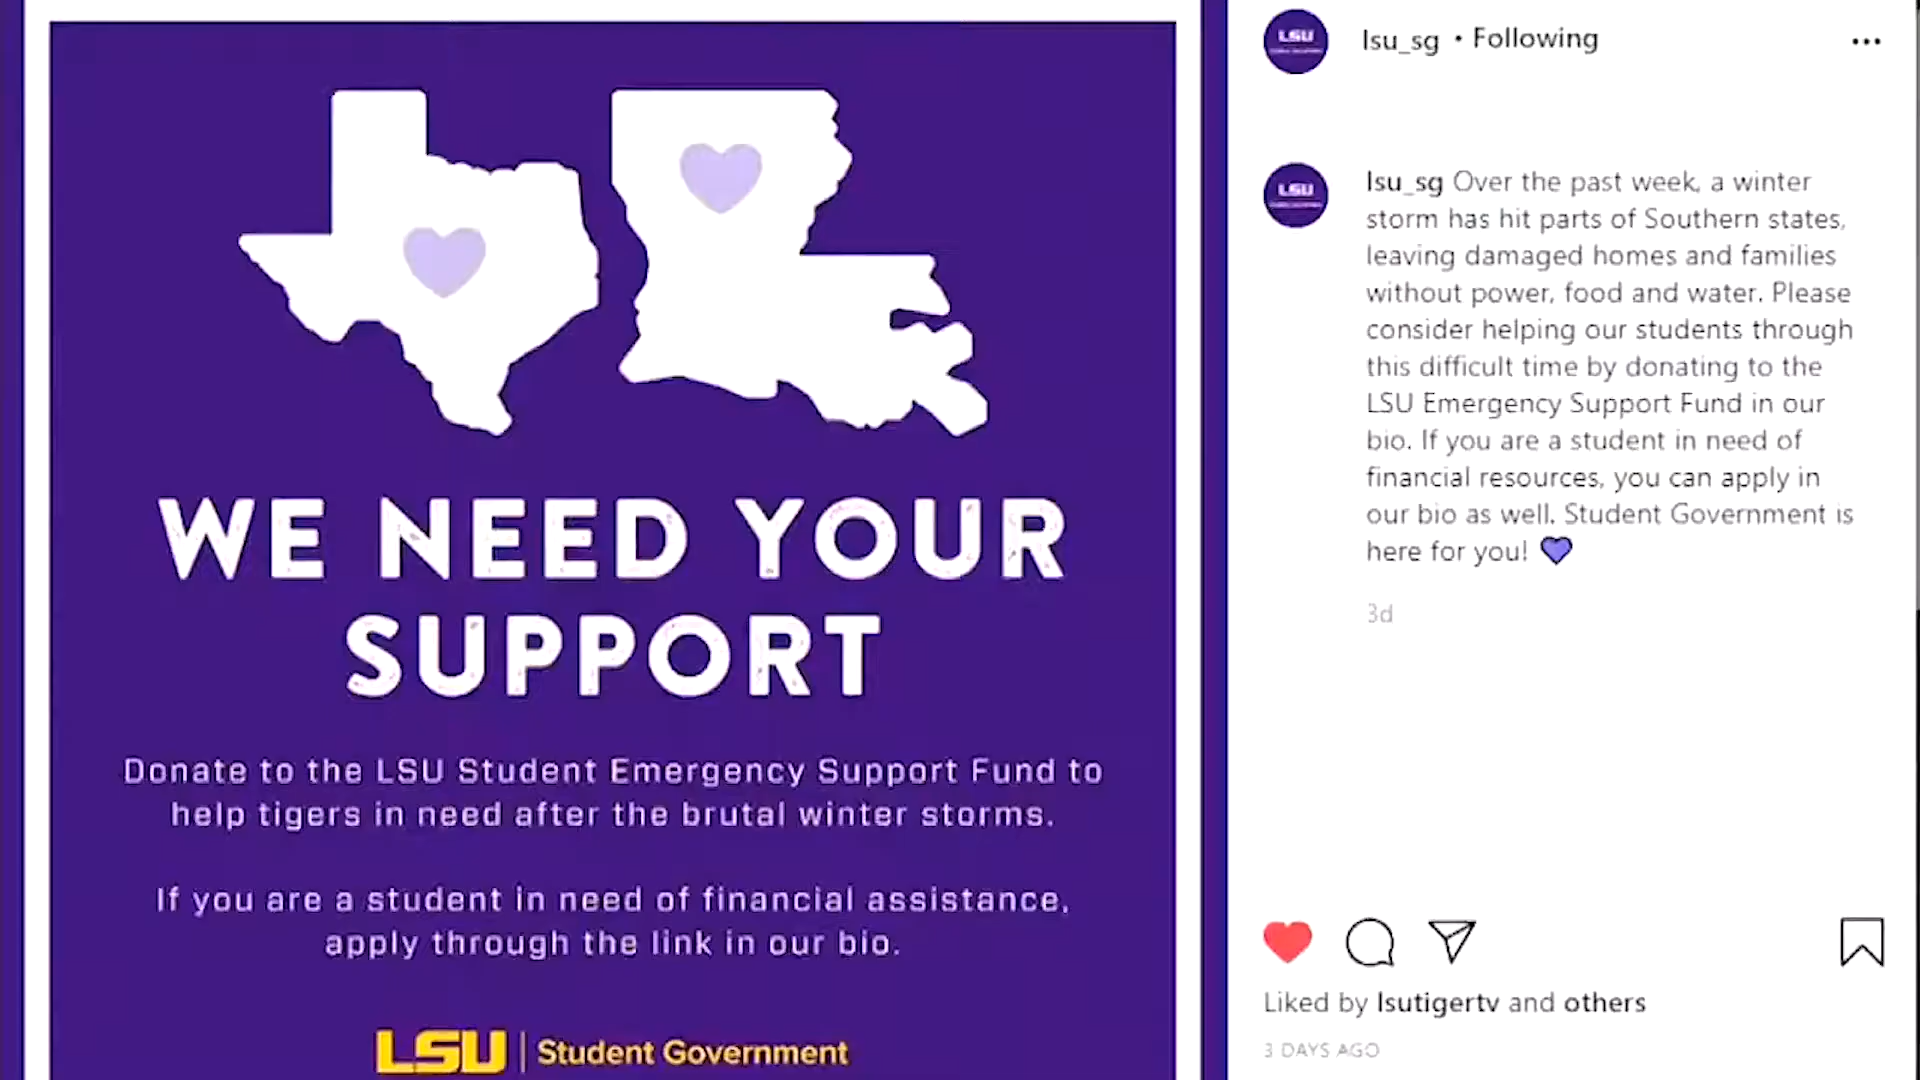 WE NEED YOUR
SUPPORT
Donate to the LSU Student Emergency Support Fund to
help tigers in need after the brutal winter storms.
If you are a student in need of financial assistance,
apply through the link in our bio.
LSU | Student Government
LSU
lsu_sg • Following
LSU
lsu_sg Over the past week, a winter
storm has hit parts of Southern states,
leaving damaged homes and families
without power, food and water. Please
consider helping our students through
this difficult time by donating to the
LSU Emergency Support Fund in our
bio. If you are a student in need of
financial resources, you can apply in
our bio as well. Student Government is
here for you! 💜
3d
Liked by lsutigertv and others
3 DAYS AGO